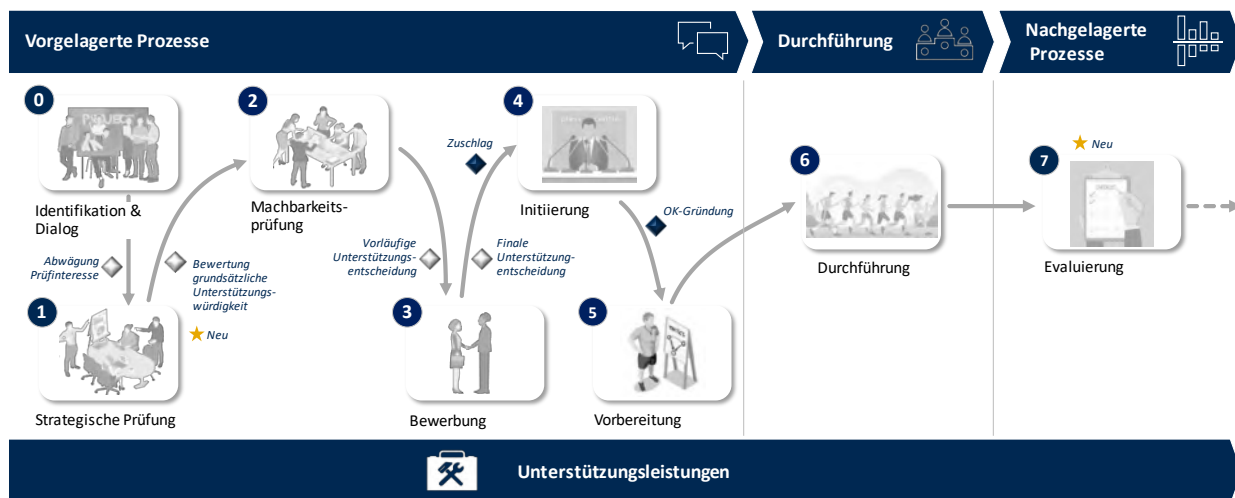 Vorgelagerte Prozesse
Durchführung
Nachgelagerte
Prozesse
0
Identifikation &
Dialog
Abwägung
Prüfinteresse
1
Strategische Prüfung
2
Machbarkeits-
prüfung
Bewertung
grundsätzliche
Unterstützungs-
würdigkeit
Neu
Vorläufige
Unterstützungs-
entscheidung
3
Bewerbung
Zuschlag
Finale
Unterstützung-
entscheidung
4
Initiierung
OK-Gründung
5
Vorbereitung
6
Durchführung
7
Neu
Evaluierung
Unterstützungsleistungen